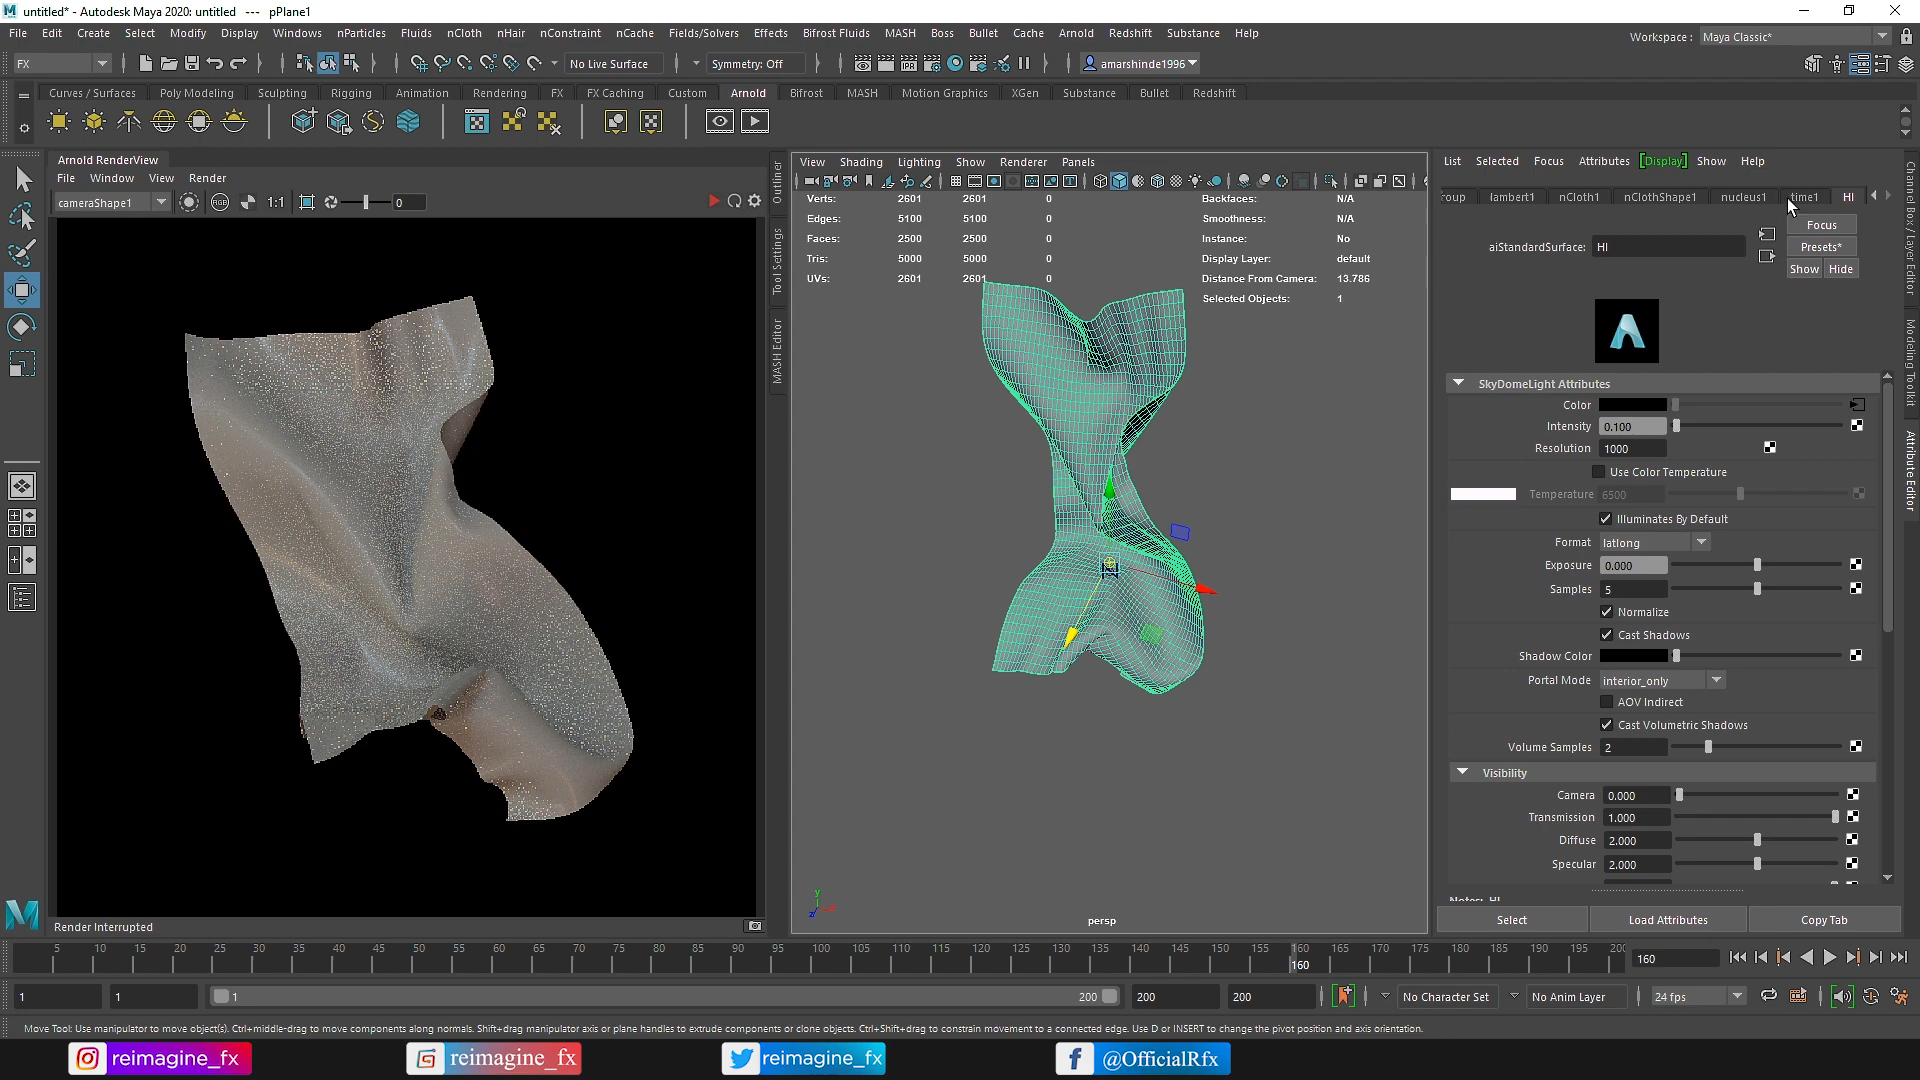 untitled* - Autodesk Maya 2020: untitled --- pPlane1
File Edit Create Select Modify Display Windows nParticles Fluids nCloth nHair nConstraint nCache Fields/Solvers Effects Bifrost Fluids MASH Boss Bullet Cache Arnold Redshift Substance Help
Workspace : Maya Classic*
FX No Live Surface Symmetry: Off amarshinde1996
Curves / Surfaces Poly Modeling Sculpting Rigging Animation Rendering FX FX Caching Custom Arnold Bifrost MASH Motion Graphics XGen Substance Bullet Redshift
Arnold RenderView
File Window View Render
cameraShape1 RGB 1:1 0
Outliner
Tool Settings
MASH Editor
View Shading Lighting Show Renderer Panels
Verts: 2601 2601 0
Edges: 5100 5100 0
Faces: 2500 2500 0
Tris: 5000 5000 0
UVs: 2601 2601 0
Backfaces: N/A
Smoothness: N/A
Instance: No
Display Layer: default
Distance From Camera: 13.786
Selected Objects: 1
persp
Render Interrupted
List Selected Focus Attributes Display Show Help
roup lambert1 nCloth1 nClothShape1 nucleus1 time1 HI
aiStandardSurface: HI
Focus
Presets*
Show Hide
SkyDomeLight Attributes
Color
Intensity 0.100
Resolution 1000
Use Color Temperature
Temperature 6500
Illuminates By Default
Format latlong
Exposure 0.000
Samples 5
Normalize
Cast Shadows
Shadow Color
Portal Mode interior_only
AOV Indirect
Cast Volumetric Shadows
Volume Samples 2
Visibility
Camera 0.000
Transmission 1.000
Diffuse 2.000
Specular 2.000
Notes: HI
Select Load Attributes Copy Tab
Channel Box / Layer Editor
Modeling Toolkit
Attribute Editor
5 10 15 20 25 30 35 40 45 50 55 60 65 70 75 80 85 90 95 100 105 110 115 120 125 130 135 140 145 150 155 160 165 170 175 180 185 190 195 200
160
160
1 1 1 200 200 200 No Character Set No Anim Layer 24 fps
Move Tool: Use manipulator to move object(s). Ctrl+middle-drag to move components along normals. Shift+drag manipulator axis or plane handles to extrude components or clone objects. Ctrl+Shift+drag to constrain movement to a connected edge. Use D or INSERT to change the pivot position and axis orientation.
reimagine_fx reimagine_fx reimagine_fx @OfficialRfx